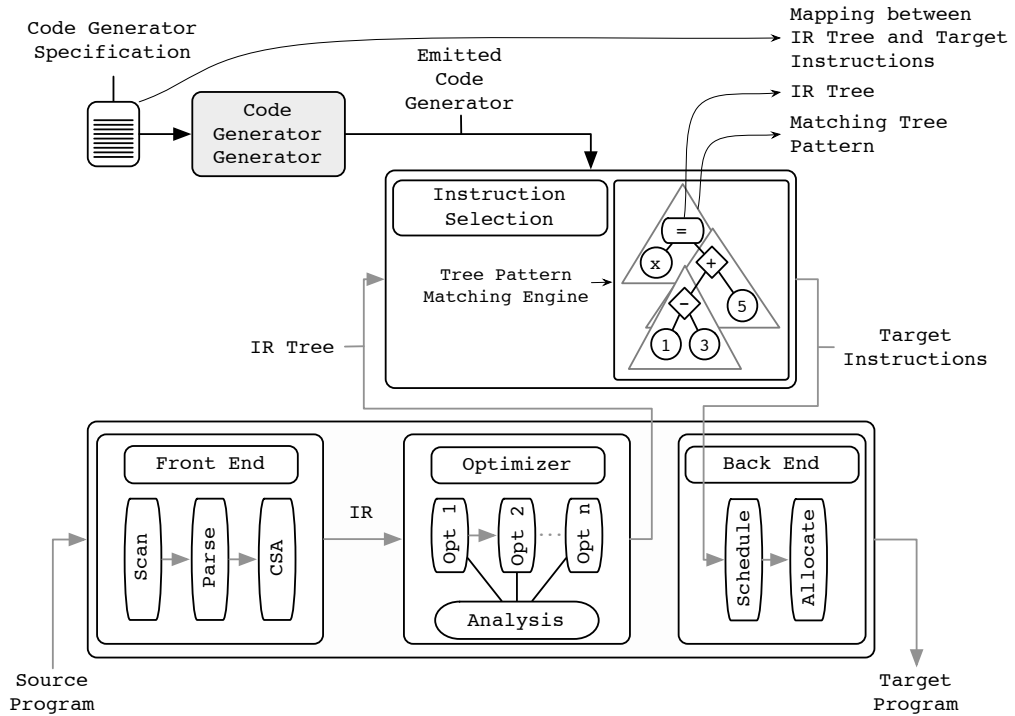 Code Generator
Specification
Mapping between
IR Tree and Target
Instructions
Emitted
Code
Generator
IR Tree
Code
Generator
Generator
Matching Tree
Pattern
Instruction
Selection
=
x
+
Tree Pattern
Matching Engine
−
5
1
3
IR Tree
Target
Instructions
Front End
Optimizer
Back End
Scan
Parse
CSA
IR
Opt 1
Opt 2
...
Opt n
Schedule
Allocate
Analysis
Source
Program
Target
Program